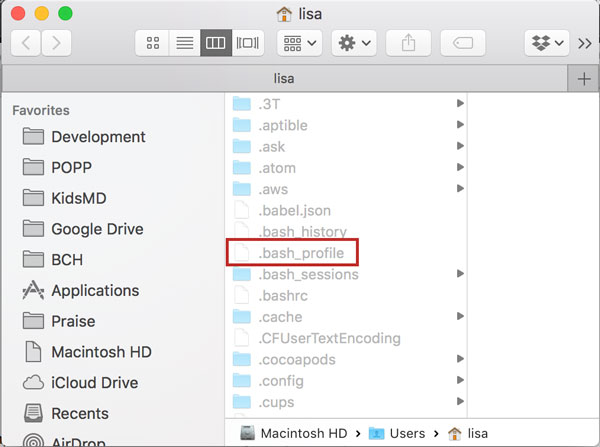 lisa
lisa
Favorites
Development
POPP
KidsMD
Google Drive
BCH
Applications
Praise
Macintosh HD
iCloud Drive
Recents
AirDrop
.3T
.aptible
.ask
.atom
.aws
.babel.json
.bash_history
.bash_profile
.bash_sessions
.bashrc
.cache
.CFUserTextEncoding
.cocoapods
.config
.cups
Macintosh HD > Users > lisa